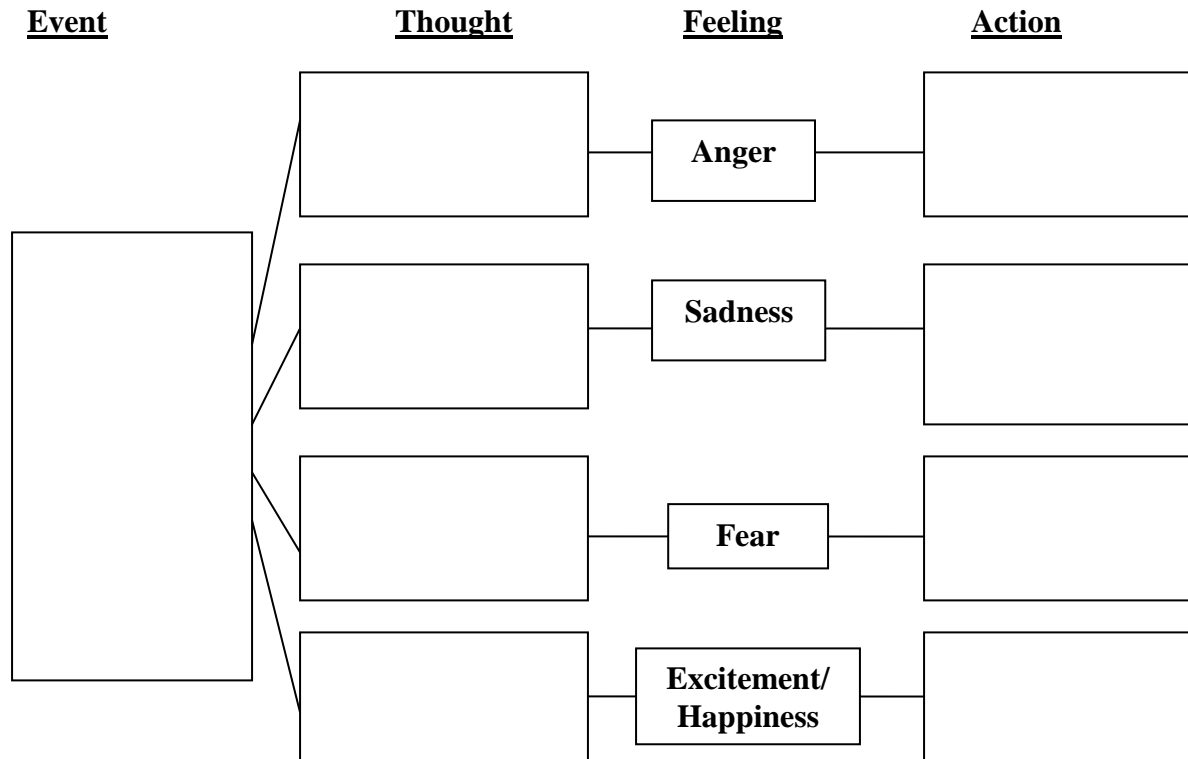 Event Thought Feeling Action
Anger
Sadness
Fear
Excitement/
Happiness